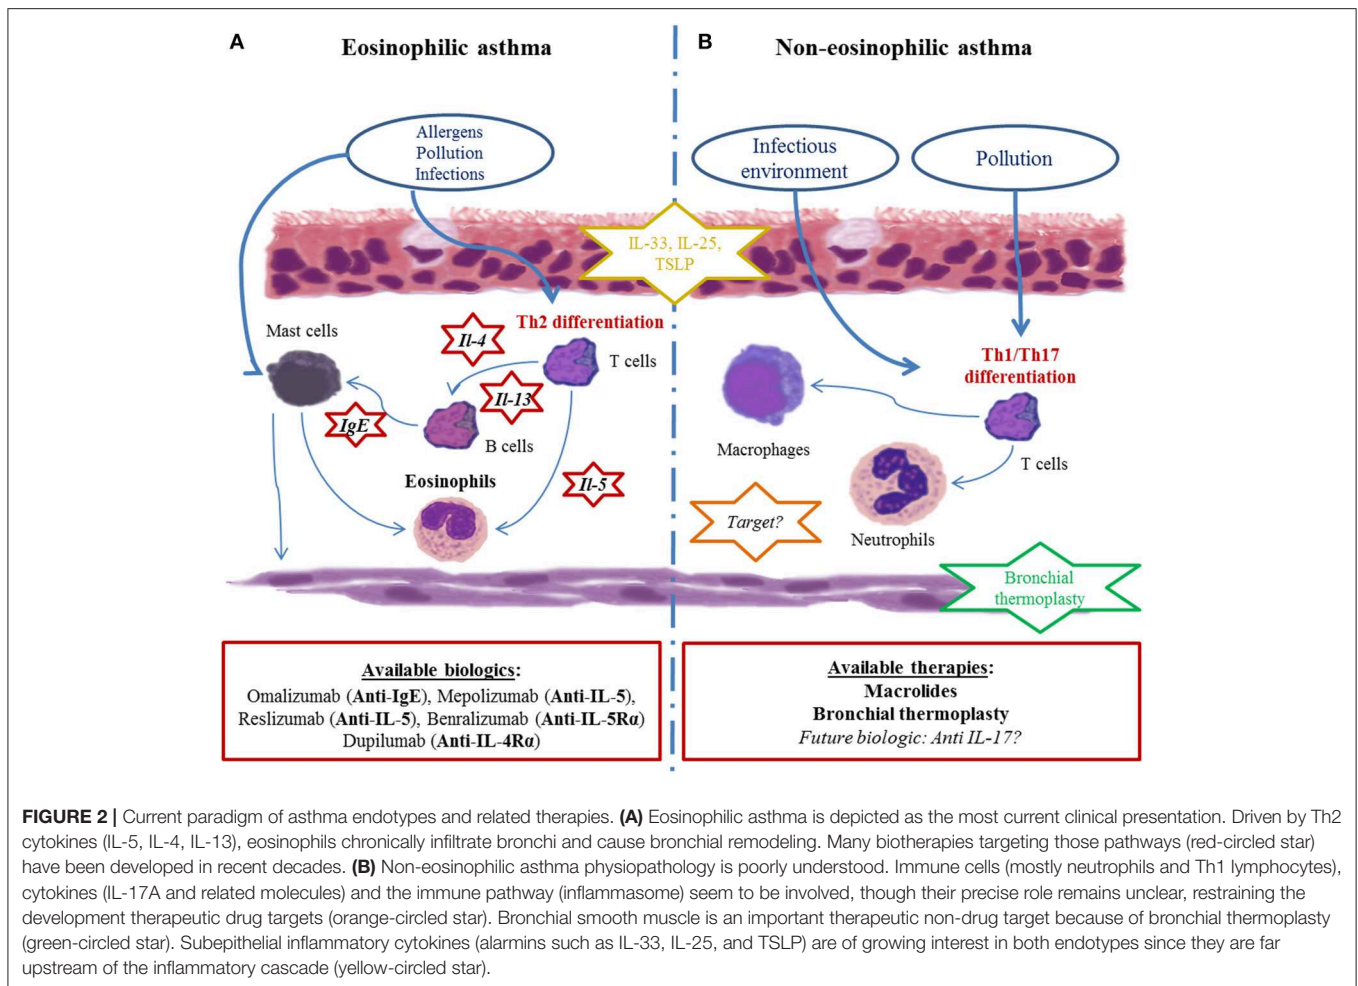 A
Eosinophilic asthma
B
Non-eosinophilic asthma
Allergens
Pollution
Infections
Infectious
environment
Pollution
IL-33, IL-25,
TSLP
Mast cells
Il-4
Th2 differentiation
T cells
Il-13
IgE
B cells
Eosinophils
Il-5
Th1/Th17
differentiation
Macrophages
T cells
Target?
Neutrophils
Bronchial
thermoplasty
Available biologics:
Omalizumab (Anti-IgE), Mepolizumab (Anti-IL-5),
Reslizumab (Anti-IL-5), Benralizumab (Anti-IL-5Rα)
Dupilumab (Anti-IL-4Rα)
Available therapies:
Macrolides
Bronchial thermoplasty
Future biologic: Anti IL-17?
FIGURE 2 | Current paradigm of asthma endotypes and related therapies. (A) Eosinophilic asthma is depicted as the most current clinical presentation. Driven by Th2
cytokines (IL-5, IL-4, IL-13), eosinophils chronically infiltrate bronchi and cause bronchial remodeling. Many biotherapies targeting those pathways (red-circled star)
have been developed in recent decades. (B) Non-eosinophilic asthma physiopathology is poorly understood. Immune cells (mostly neutrophils and Th1 lymphocytes),
cytokines (IL-17A and related molecules) and the immune pathway (inflammasome) seem to be involved, though their precise role remains unclear, restraining the
development therapeutic drug targets (orange-circled star). Bronchial smooth muscle is an important therapeutic non-drug target because of bronchial thermoplasty
(green-circled star). Subepithelial inflammatory cytokines (alarmins such as IL-33, IL-25, and TSLP) are of growing interest in both endotypes since they are far
upstream of the inflammatory cascade (yellow-circled star).